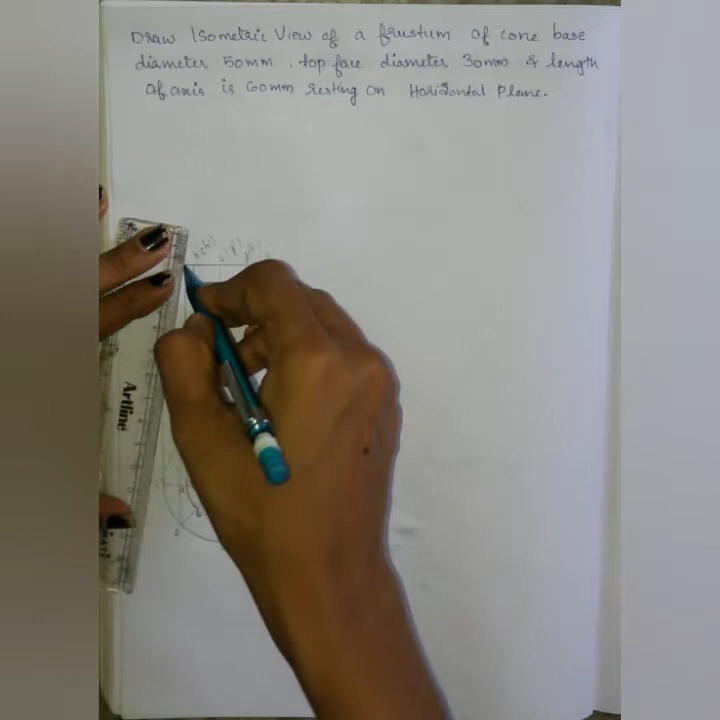 Draw Isometric View of a frustum of cone base
diameter 50mm, top face diameter 30mm & length
of axis is 60mm resting on Horizontal Plane.
Artline